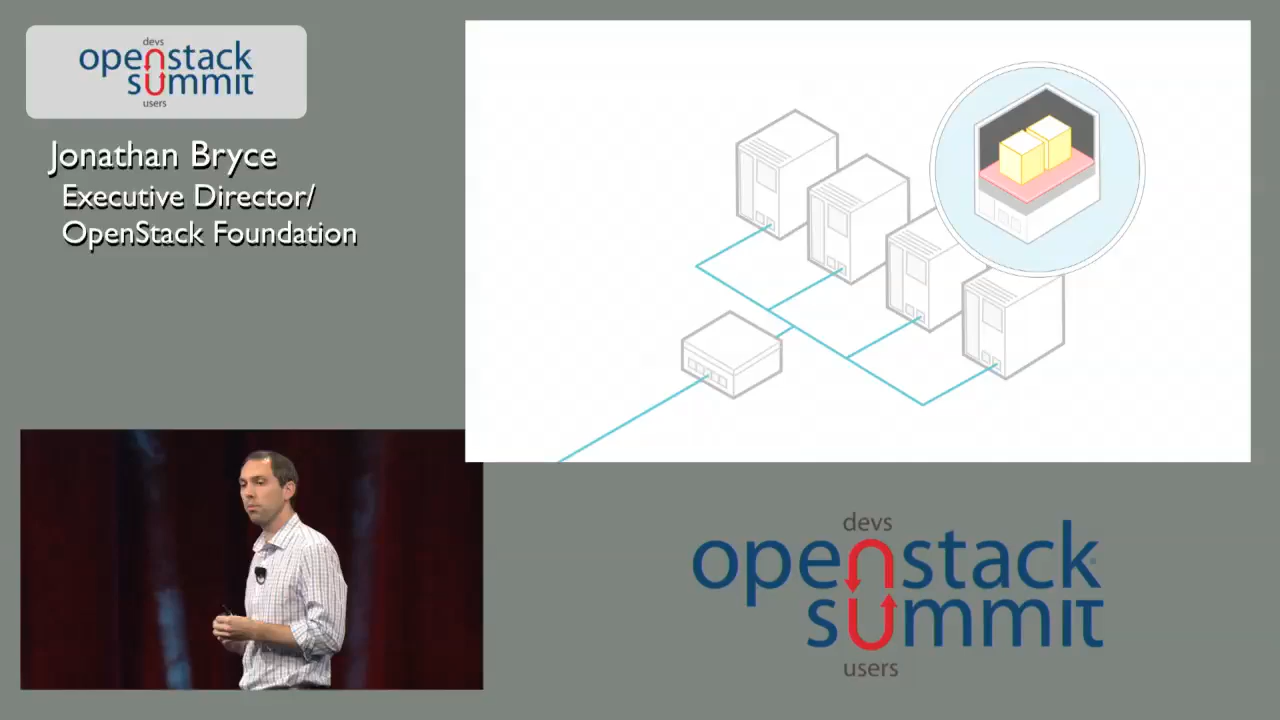 devs
openstack
summit
users
Jonathan Bryce
Executive Director/
OpenStack Foundation
devs
openstack
summit
users